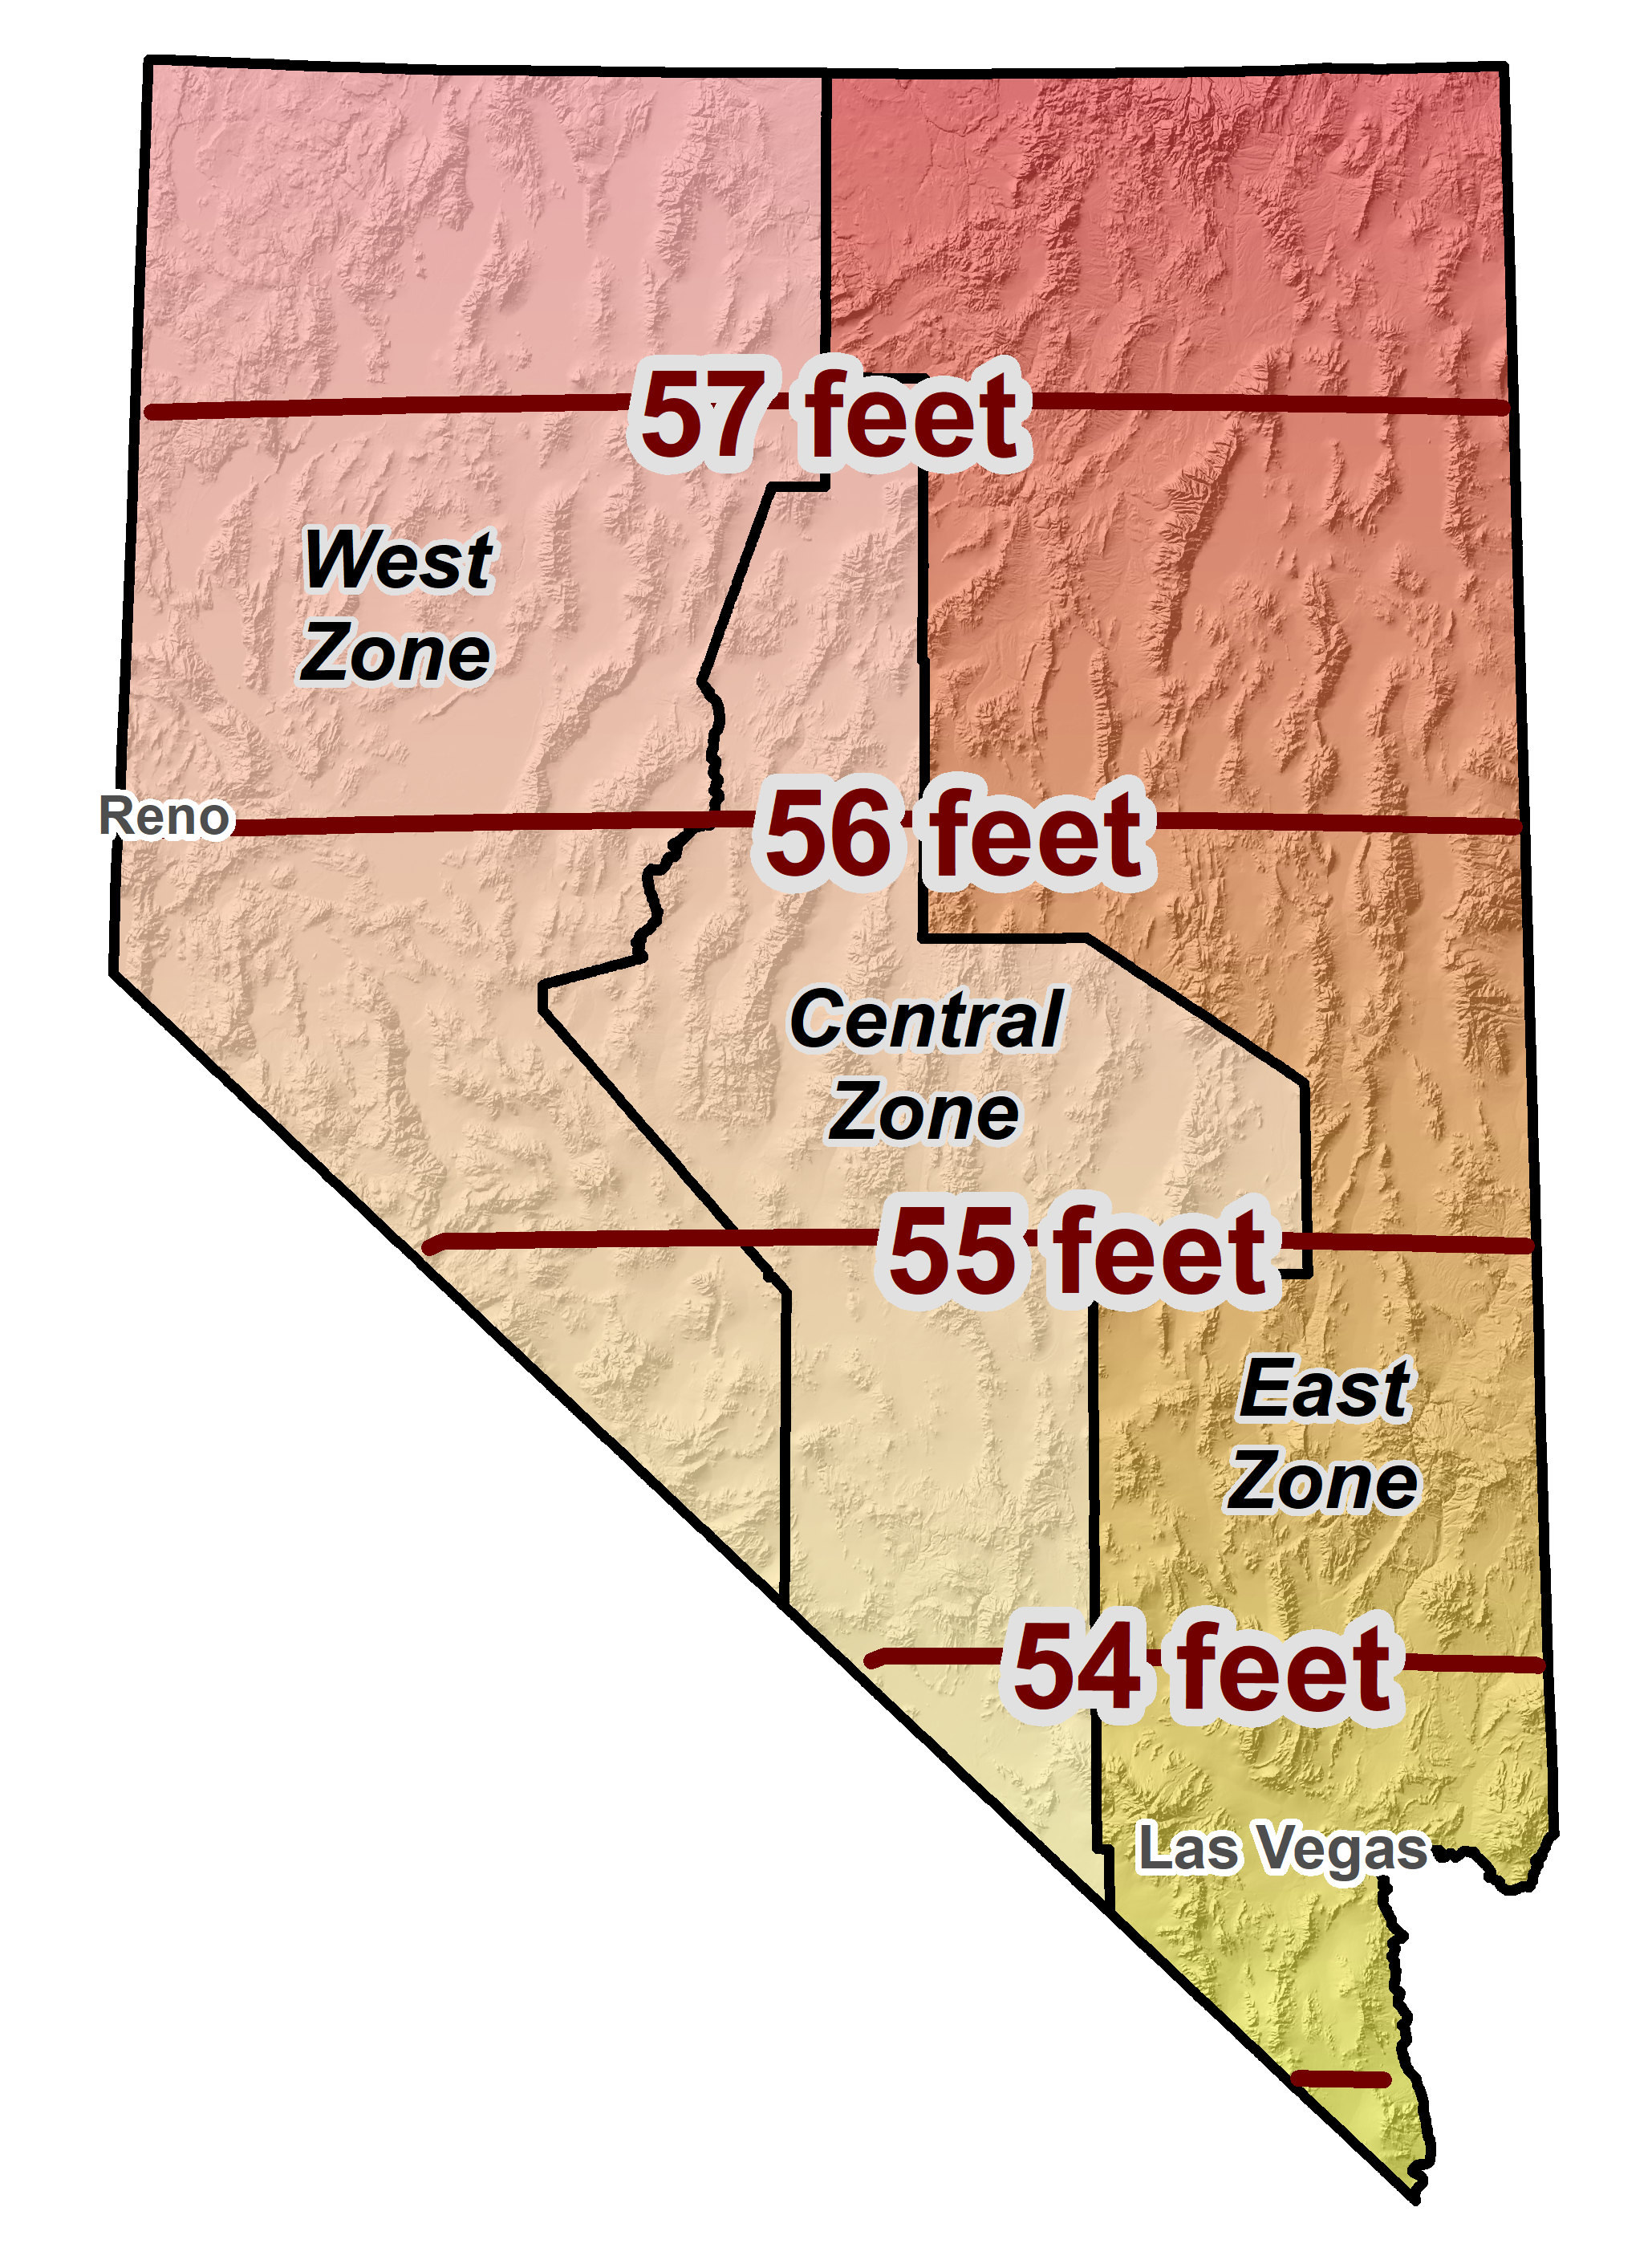 57 feet
West
Zone
Reno
56 feet
Central
Zone
55 feet
East
Zone
54 feet
Las Vegas